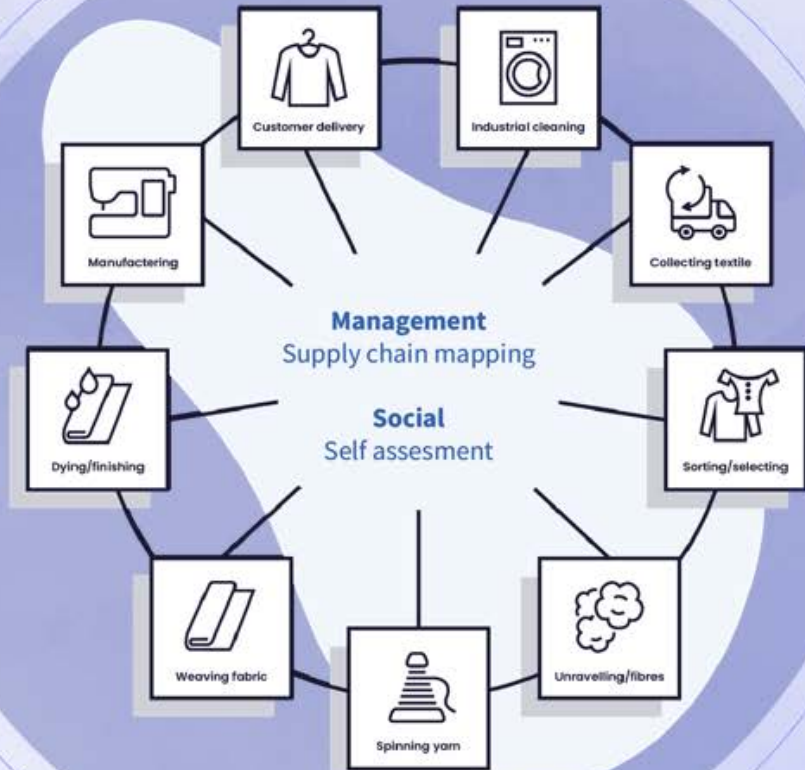 Customer delivery
Industrial cleaning
Manufactering
Collecting textile
Management
Supply chain mapping
Social
Self assesment
Dying/finishing
Sorting/selecting
Weaving fabric
Unravelling/fibres
Spinning yarn